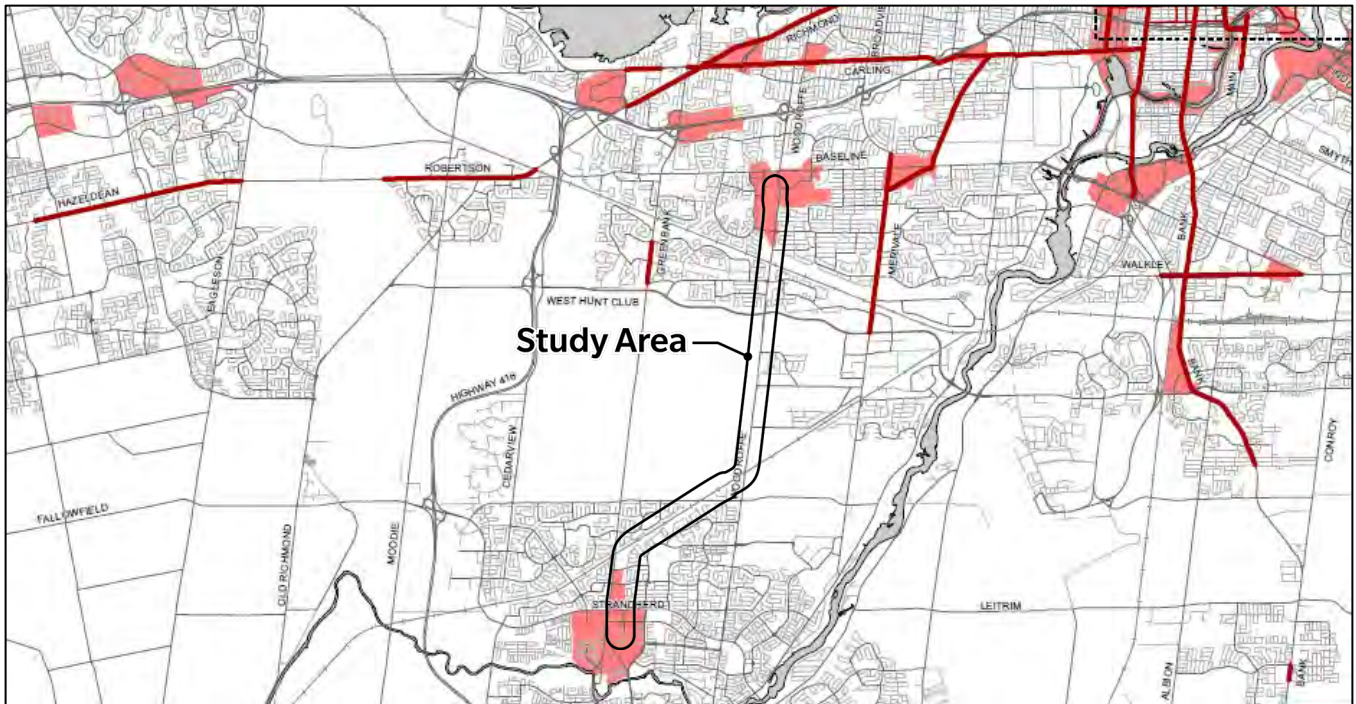 RICHMOND
BROADVIEW
CARLING
MAIN
WOODROFFE
BASELINE
SMYTH
ROBERTSON
HAZELDEAN
GREENBANK
MERIVALE
BANK
WALKLEY
EAGLESON
WEST HUNT CLUB
Study Area
BANK
HIGHWAY 416
CEDARVIEW
WOODROFFE
CONROY
FALLOWFIELD
OLD RICHMOND
MOODIE
STRANDHERD
LEITRIM
ALBION
BANK